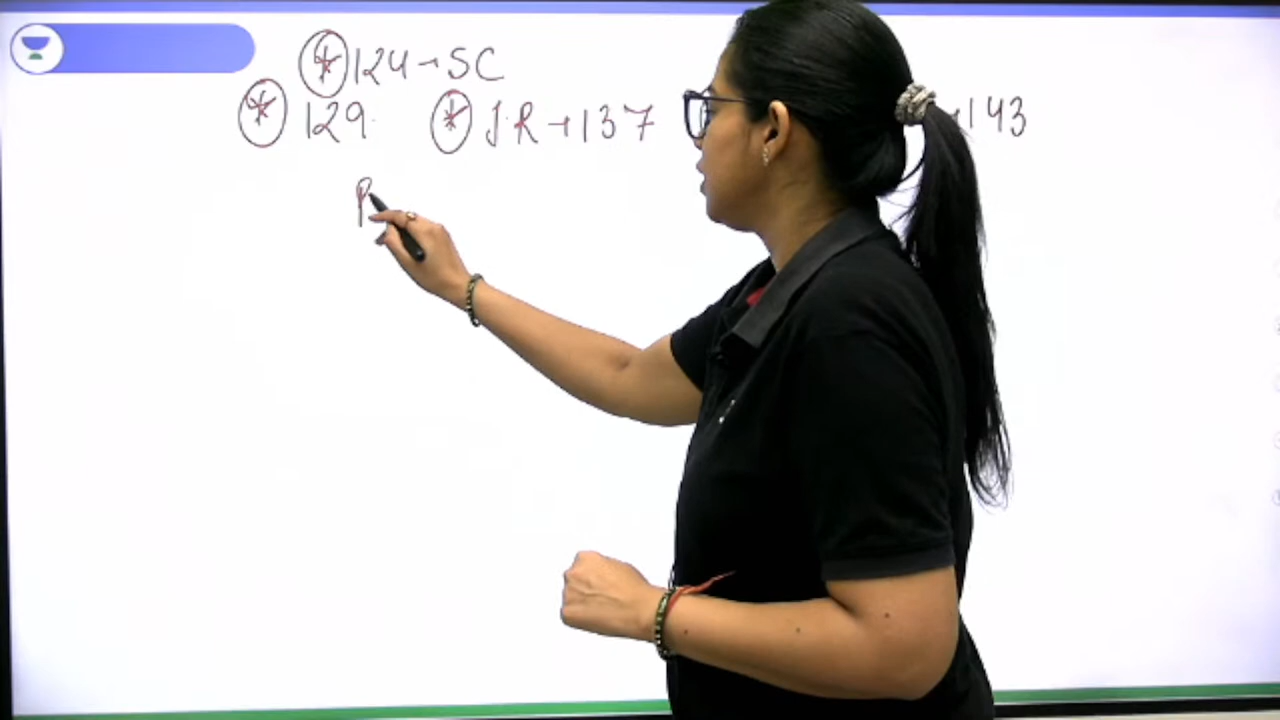 * 124 → SC
* 129. * J.R → 137 → 143
P